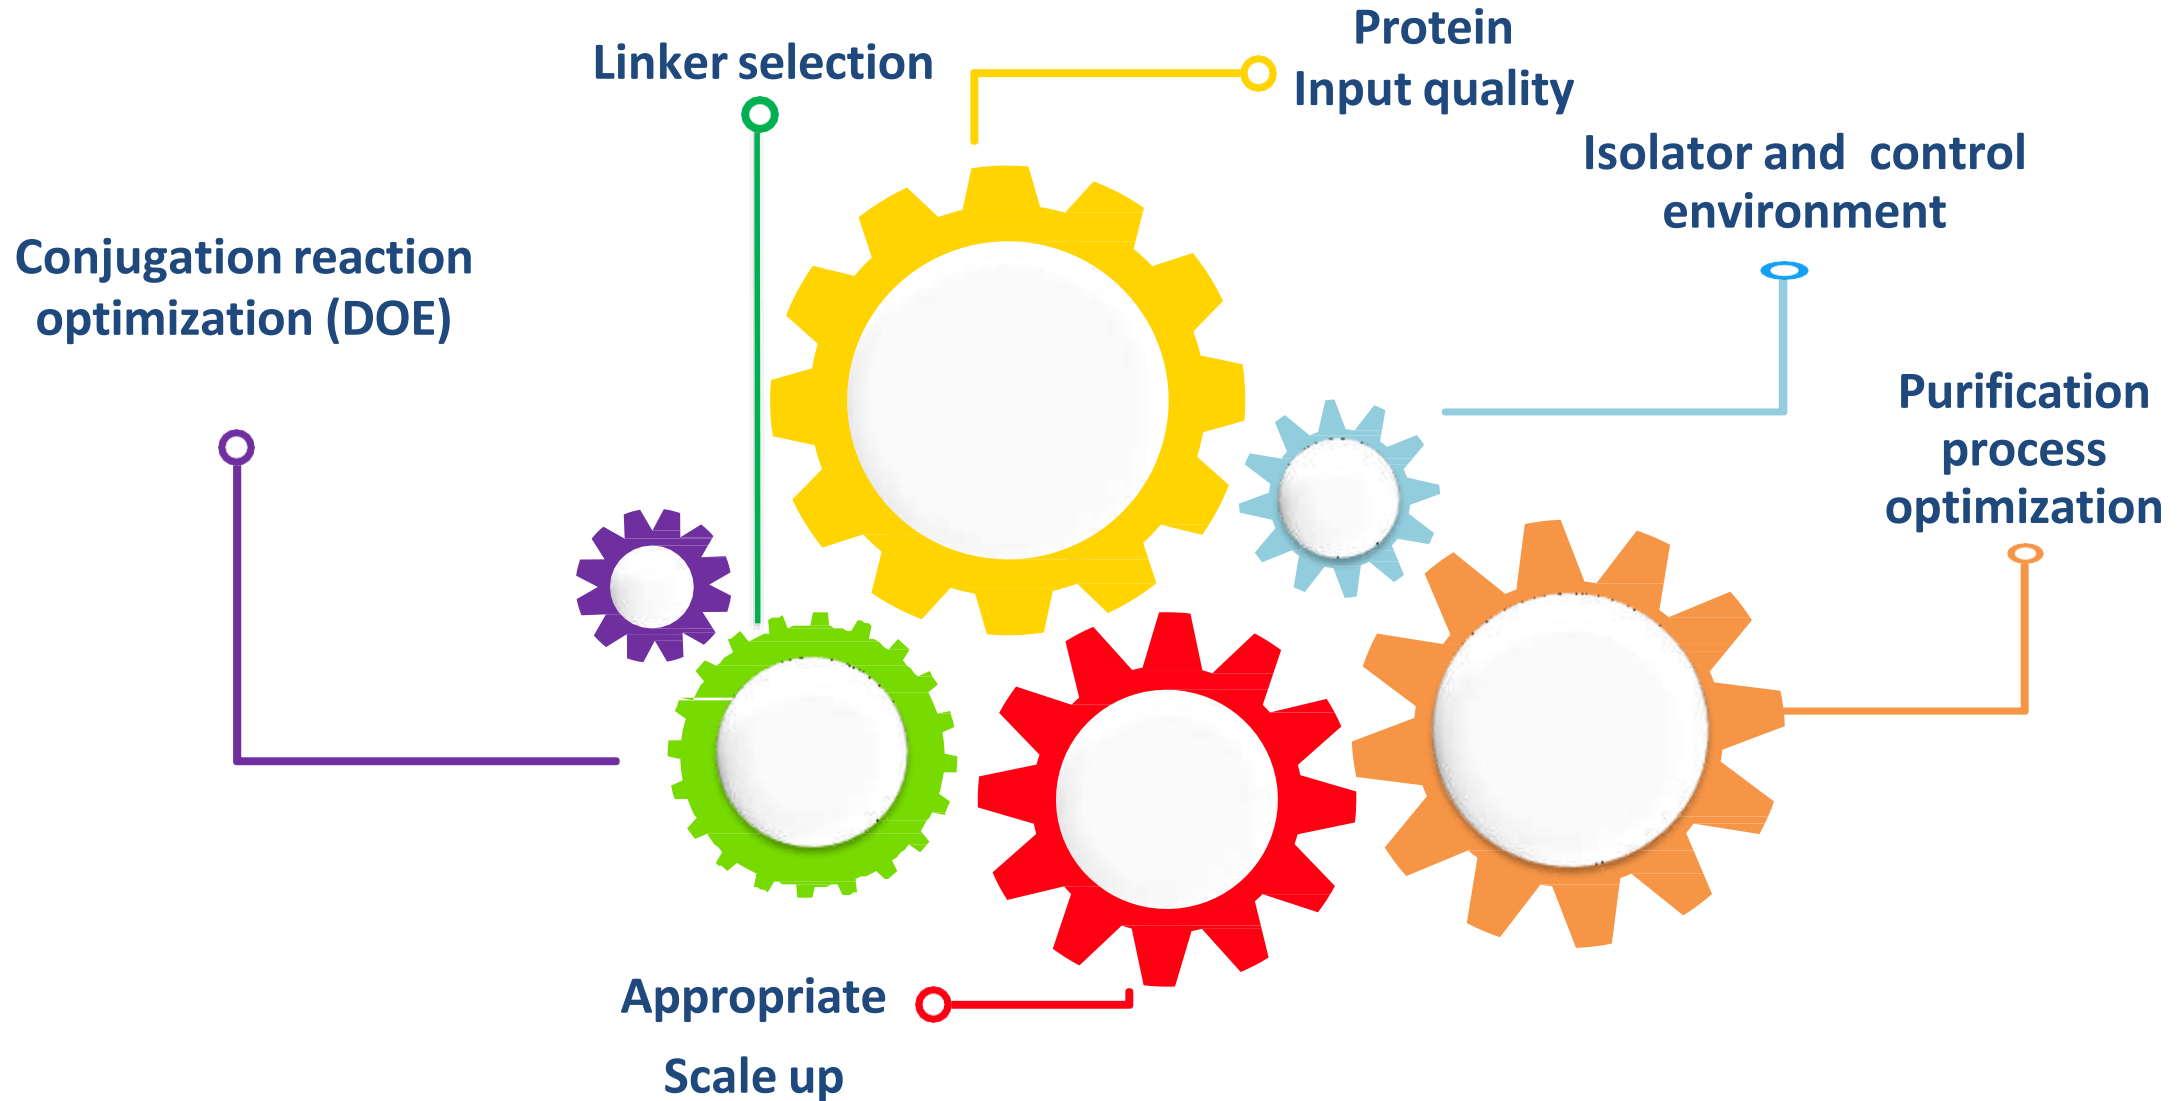 Linker selection
Protein
Input quality
Isolator and control
environment
Conjugation reaction
optimization (DOE)
Purification
process
optimization
Appropriate
Scale up